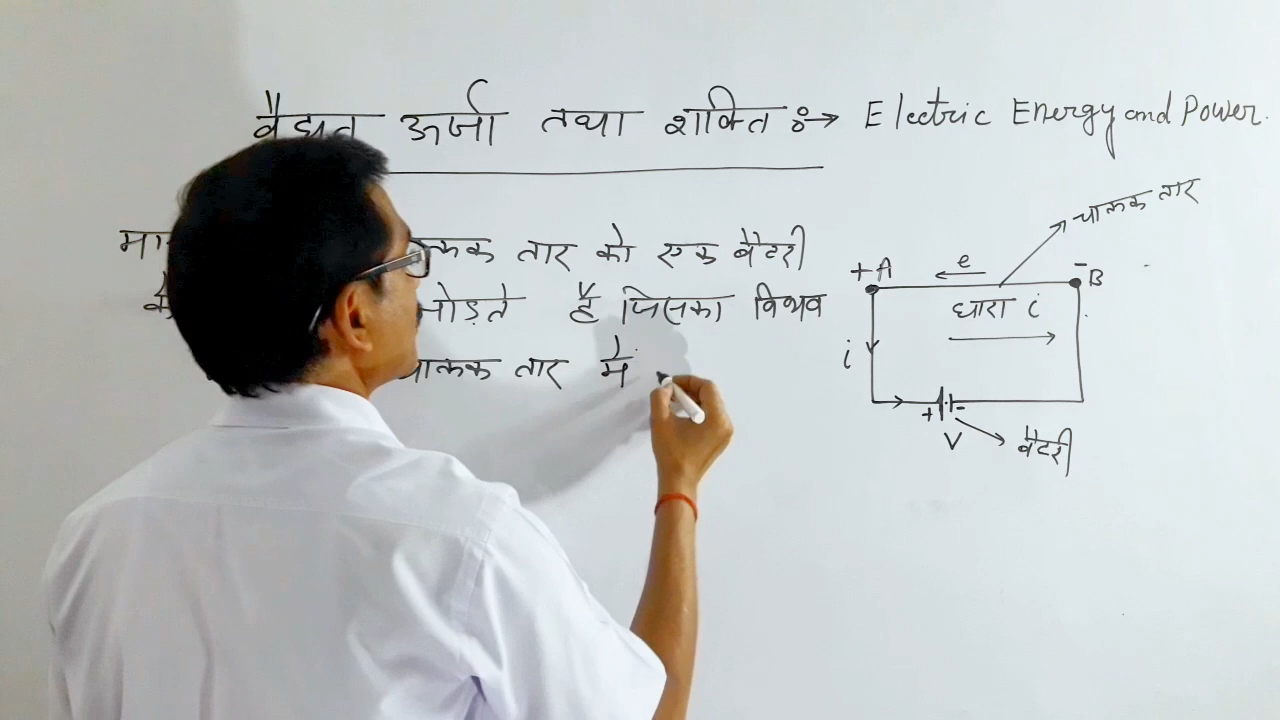 वैद्युत ऊर्जा तथा शक्ति :→ Electric Energy and Power.
तार को एक बैटरी
जोड़ते हैं जिसका विभव
चालक तार में
चालक तार
+A
e
- B
धारा i
i
+ -
V
बैटरी